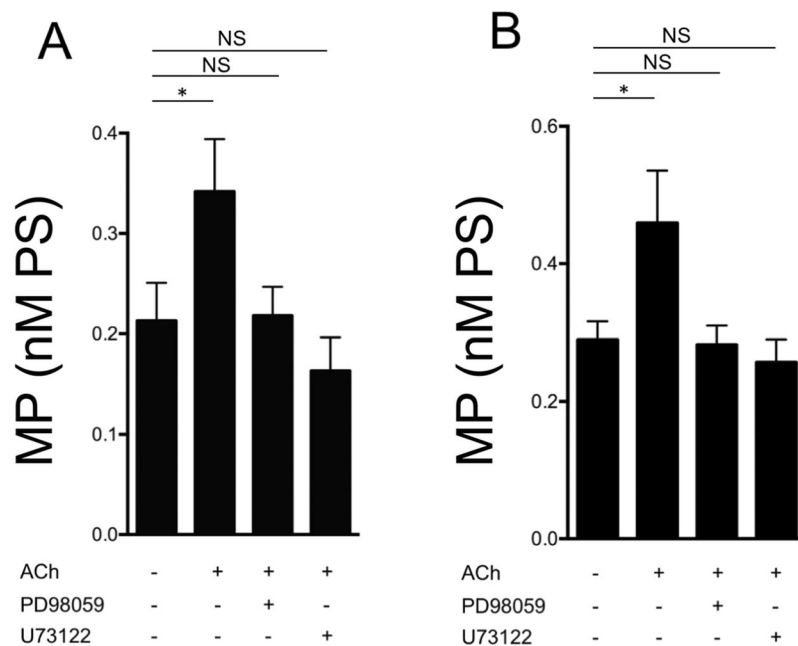 A
NS
NS
*
MP (nM PS)
0.4
0.3
0.2
0.1
0.0
ACh - + + +
PD98059 - - + -
U73122 - - - +
B
NS
NS
*
MP (nM PS)
0.6
0.4
0.2
0.0
ACh - + + +
PD98059 - - + -
U73122 - - - +